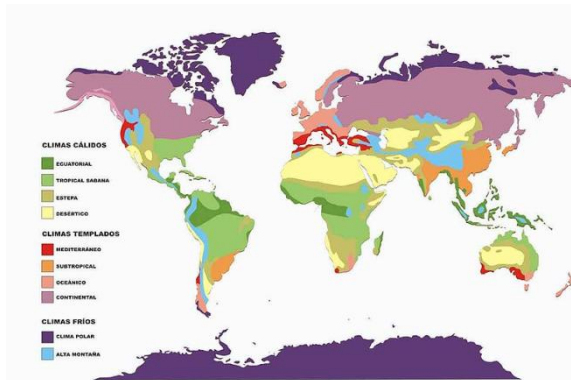 CLIMAS CÁLIDOS
ECUATORIAL
TROPICAL SABANA
ESTEPA
DESÉRTICO
CLIMAS TEMPLADOS
MEDITERRÁNEO
SUBTROPICAL
OCEÁNICO
CONTINENTAL
CLIMAS FRÍOS
CLIMA POLAR
ALTA MONTAÑA